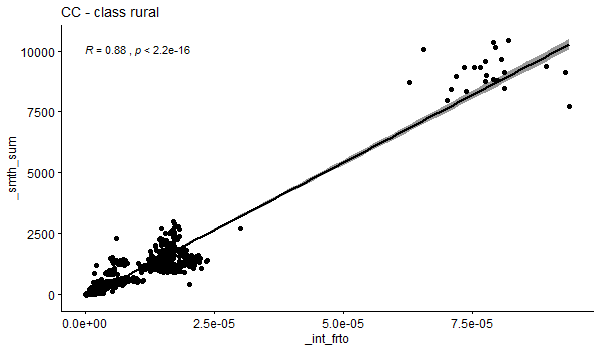 CC - class rural
R = 0.88 , p < 2.2e-16
10000
7500
5000
2500
0
_smth_sum
0.0e+00 2.5e-05 5.0e-05 7.5e-05
_int_frto